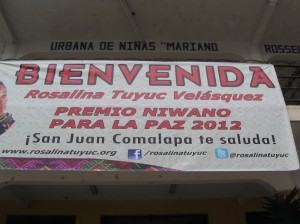 URBANA DE NIÑAS "MARIANO ROSSEL
BIENVENIDA
Rosalina Tuyuc Velásquez
PREMIO NIWANO
PARA LA PAZ 2012
¡San Juan Comalapa te saluda!
www.rosalinatuyuc.org f /rosalinatuyuc @rosalinatuyuc